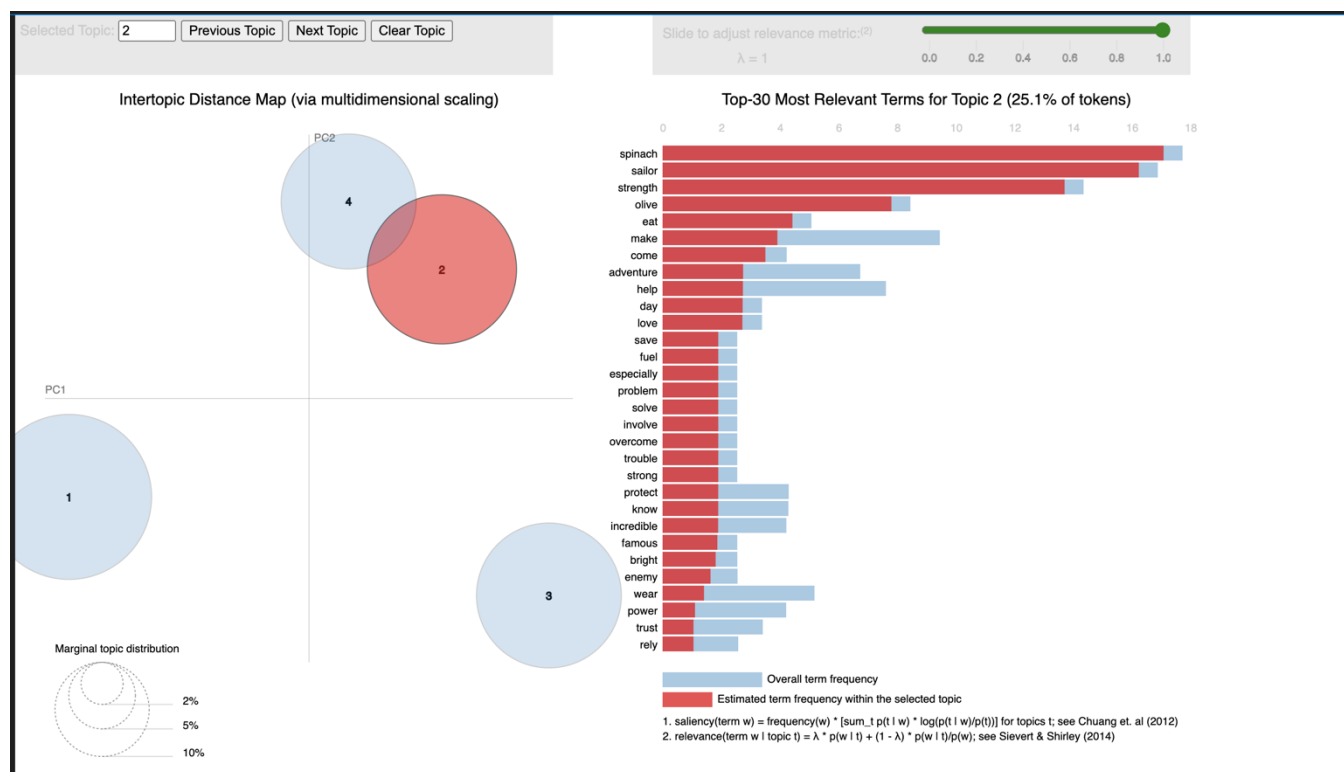 Selected Topic: 2 Previous Topic Next Topic Clear Topic
Slide to adjust relevance metric:(2)
λ = 1
0.0 0.2 0.4 0.6 0.8 1.0
Intertopic Distance Map (via multidimensional scaling)
PC2
PC1
4
2
1
3
Marginal topic distribution
2%
5%
10%
Top-30 Most Relevant Terms for Topic 2 (25.1% of tokens)
0 2 4 6 8 10 12 14 16 18
spinach
sailor
strength
olive
eat
make
come
adventure
help
day
love
save
fuel
especially
problem
solve
involve
overcome
trouble
strong
protect
know
incredible
famous
bright
enemy
wear
power
trust
rely
Overall term frequency
Estimated term frequency within the selected topic
1. saliency(term w) = frequency(w) * [sum_t p(t | w) * log(p(t | w)/p(t))] for topics t; see Chuang et. al (2012)
2. relevance(term w | topic t) = λ * p(w | t) + (1 - λ) * p(w | t)/p(w); see Sievert & Shirley (2014)